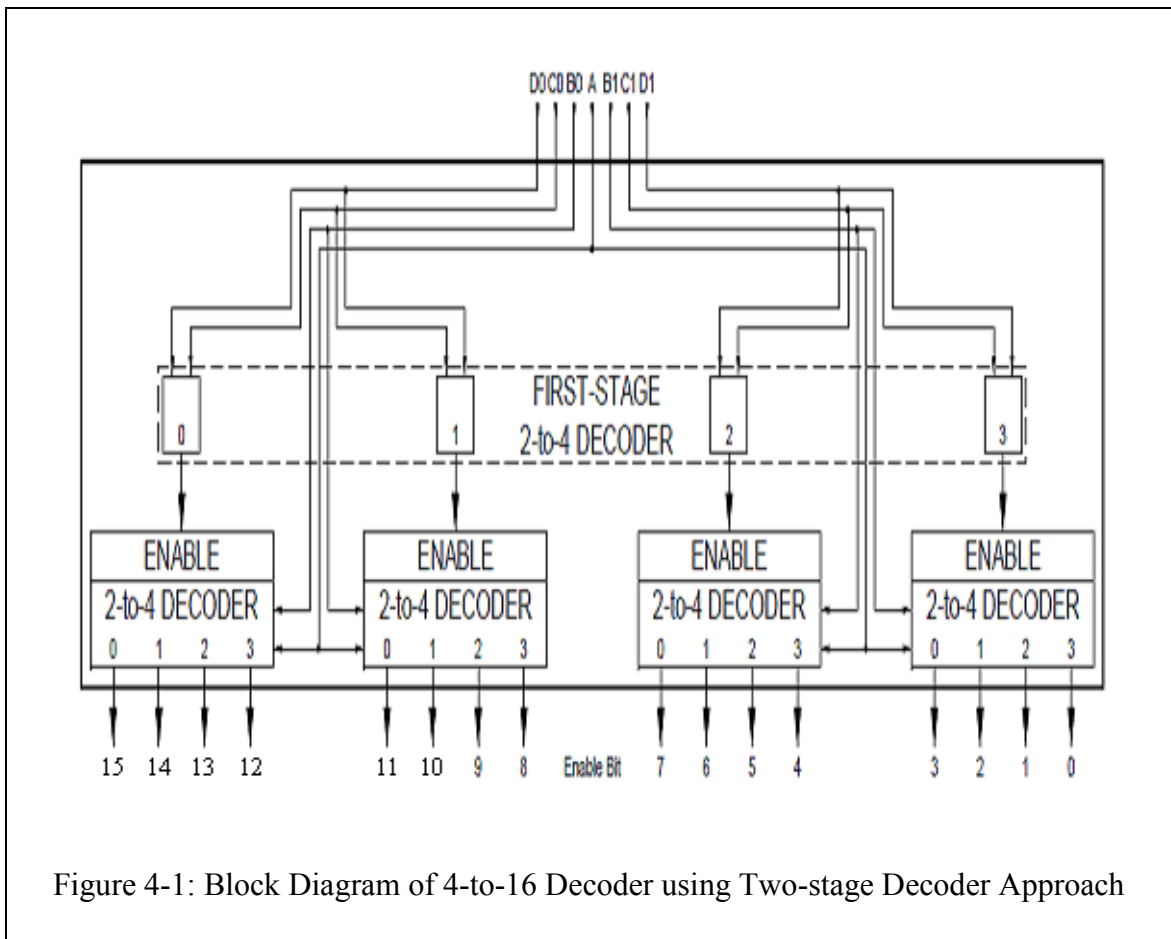 D0 C0 B0 A B1 C1 D1
FIRST-STAGE
0 1 2-to-4 DECODER 2 3
ENABLE ENABLE ENABLE ENABLE
2-to-4 DECODER 2-to-4 DECODER 2-to-4 DECODER 2-to-4 DECODER
0 1 2 3 0 1 2 3 0 1 2 3 0 1 2 3
15 14 13 12 11 10 9 8 Enable Bit 7 6 5 4 3 2 1 0
Figure 4-1: Block Diagram of 4-to-16 Decoder using Two-stage Decoder Approach